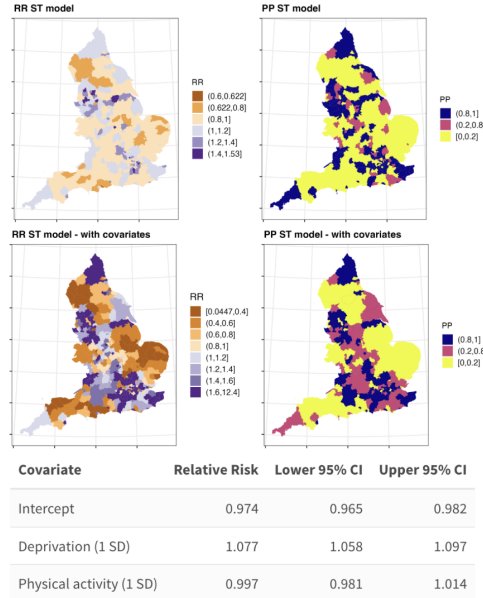 RR ST model
PP ST model
RR
(0.6,0.622]
(0.622,0.8]
(0.8,1]
(1,1.2]
(1.2,1.4]
(1.4,1.53]
PP
(0.8,1]
(0.2,0.8]
[0,0.2]
RR ST model - with covariates
PP ST model - with covariates
RR
[0.0447,0.4]
(0.4,0.6]
(0.6,0.8]
(0.8,1]
(1,1.2]
(1.2,1.4]
(1.4,1.6]
(1.6,12.4]
PP
(0.8,1]
(0.2,0.8]
[0,0.2]
Covariate Relative Risk Lower 95% CI Upper 95% CI
Intercept 0.974 0.965 0.982
Deprivation (1 SD) 1.077 1.058 1.097
Physical activity (1 SD) 0.997 0.981 1.014